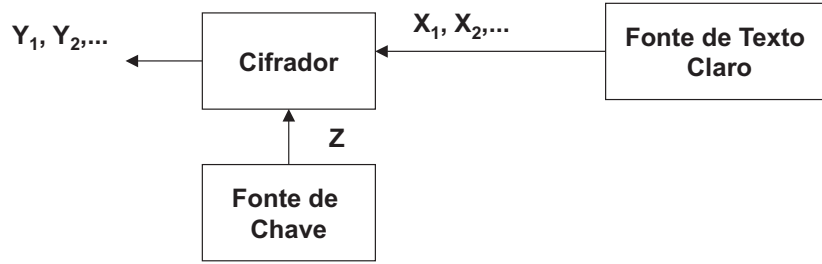 Y₁, Y₂,...
Cifrador
X₁, X₂,...
Fonte de Texto
Claro
Z
Fonte de
Chave